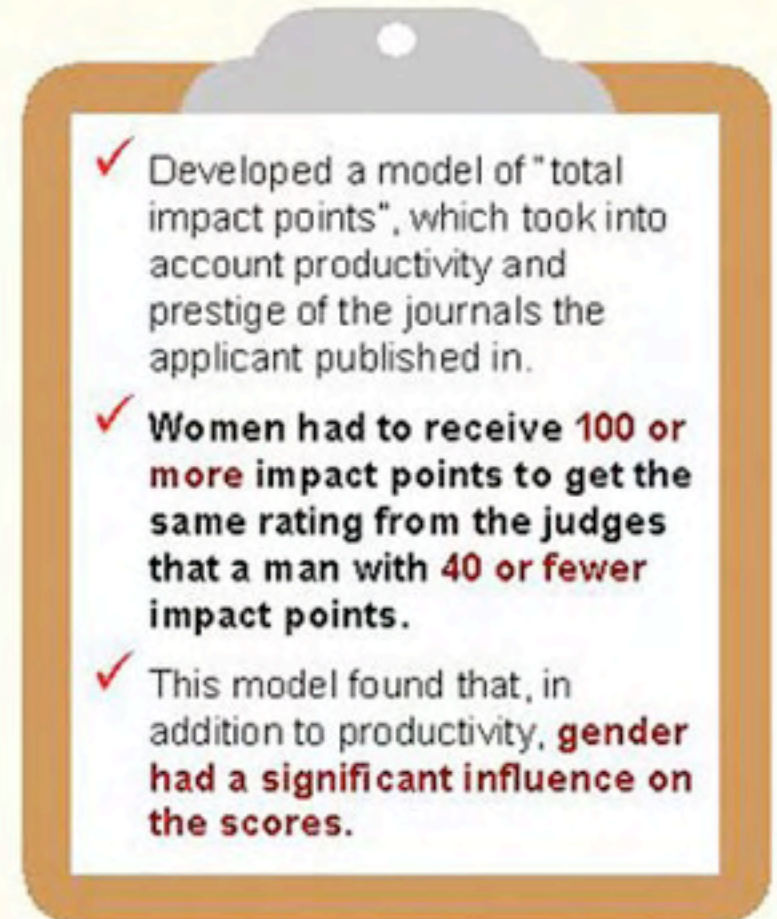 Developed a model of "total
impact points", which took into
account productivity and
prestige of the journals the
applicant published in.
Women had to receive 100 or
more impact points to get the
same rating from the judges
that a man with 40 or fewer
impact points.
This model found that, in
addition to productivity, gender
had a significant influence on
the scores.